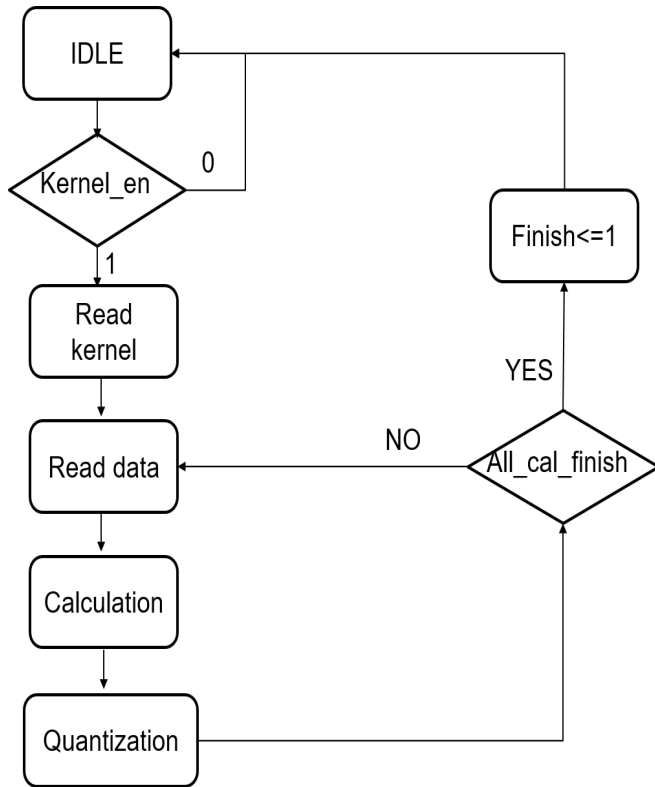 IDLE
0
Kernel_en
1
Finish<=1
Read
kernel
YES
NO
All_cal_finish
Read data
Calculation
Quantization